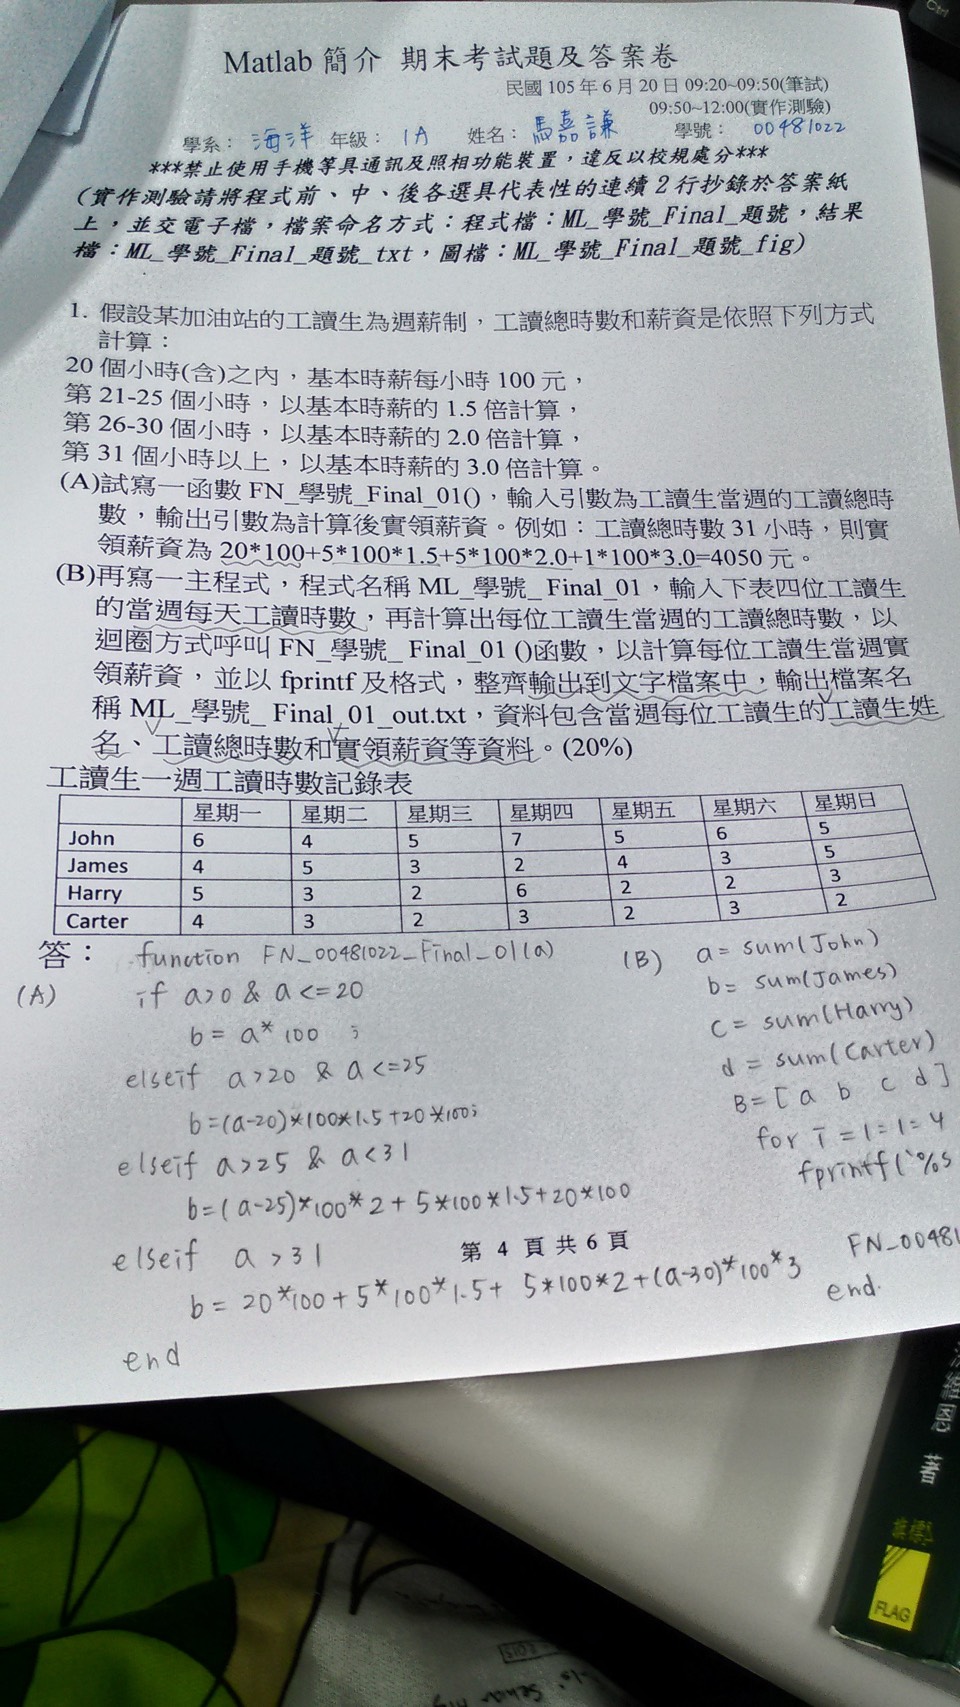 Ctrl
Matlab 簡介 期末考試題及答案卷
民國 105 年 6 月 20 日 09:20~09:50(筆試)
09:50~12:00(實作測驗)
學系： 海洋 年級： 1A 姓名： 馬嘉謙 學號： 00481022
***禁止使用手機等具通訊及照相功能裝置，違反以校規處分***
（實作測驗請將程式前、中、後各選具代表性的連續 2 行抄錄於答案紙
上，並交電子檔，檔案命名方式：程式檔：ML_學號_Final_題號，結果
檔：ML_學號_Final_題號_txt，圖檔：ML_學號_Final_題號_fig）
1. 假設某加油站的工讀生為週薪制，工讀總時數和薪資是依照下列方式
計算：
20 個小時(含)之內，基本時薪每小時 100 元，
第 21-25 個小時，以基本時薪的 1.5 倍計算，
第 26-30 個小時，以基本時薪的 2.0 倍計算，
第 31 個小時以上，以基本時薪的 3.0 倍計算。
(A)試寫一函數 FN_學號_Final_01()，輸入引數為工讀生當週的工讀總時
數，輸出引數為計算後實領薪資。例如：工讀總時數 31 小時，則實
領薪資為 20*100+5*100*1.5+5*100*2.0+1*100*3.0=4050 元。
(B)再寫一主程式，程式名稱 ML_學號_ Final_01，輸入下表四位工讀生
的當週每天工讀時數，再計算出每位工讀生當週的工讀總時數，以
迴圈方式呼叫 FN_學號_ Final_01 ()函數，以計算每位工讀生當週實
領薪資，並以 fprintf 及格式，整齊輸出到文字檔案中，輸出檔案名
稱 ML_學號_ Final_01_out.txt，資料包含當週每位工讀生的工讀生姓
名、工讀總時數和實領薪資等資料。(20%)
工讀生一週工讀時數記錄表
星期一 星期二 星期三 星期四 星期五 星期六 星期日
John 6 4 5 7 5 6 5
James 4 5 3 2 4 3 5
Harry 5 3 2 6 2 2 3
Carter 4 3 2 3 2 3 2
答：
(A)
function FN_00481022_Final_01(a)
if a>0 & a<=20
b = a*100 ;
elseif a>20 & a<=25
b=(a-20)*100*1.5+20*100;
elseif a>25 & a<31
b=(a-25)*100*2+5*100*1.5+20*100
elseif a>31
b= 20*100+5*100*1.5+ 5*100*2+(a-30)*100*3
end
(B) a= sum(John)
b= sum(James)
c= sum(Harry)
d= sum(Carter)
B=[a b c d]
for i=1=1=4
fprintf('%s
FN_00481
end.
第 4 頁 共 6 頁
著
旗標
FLAG